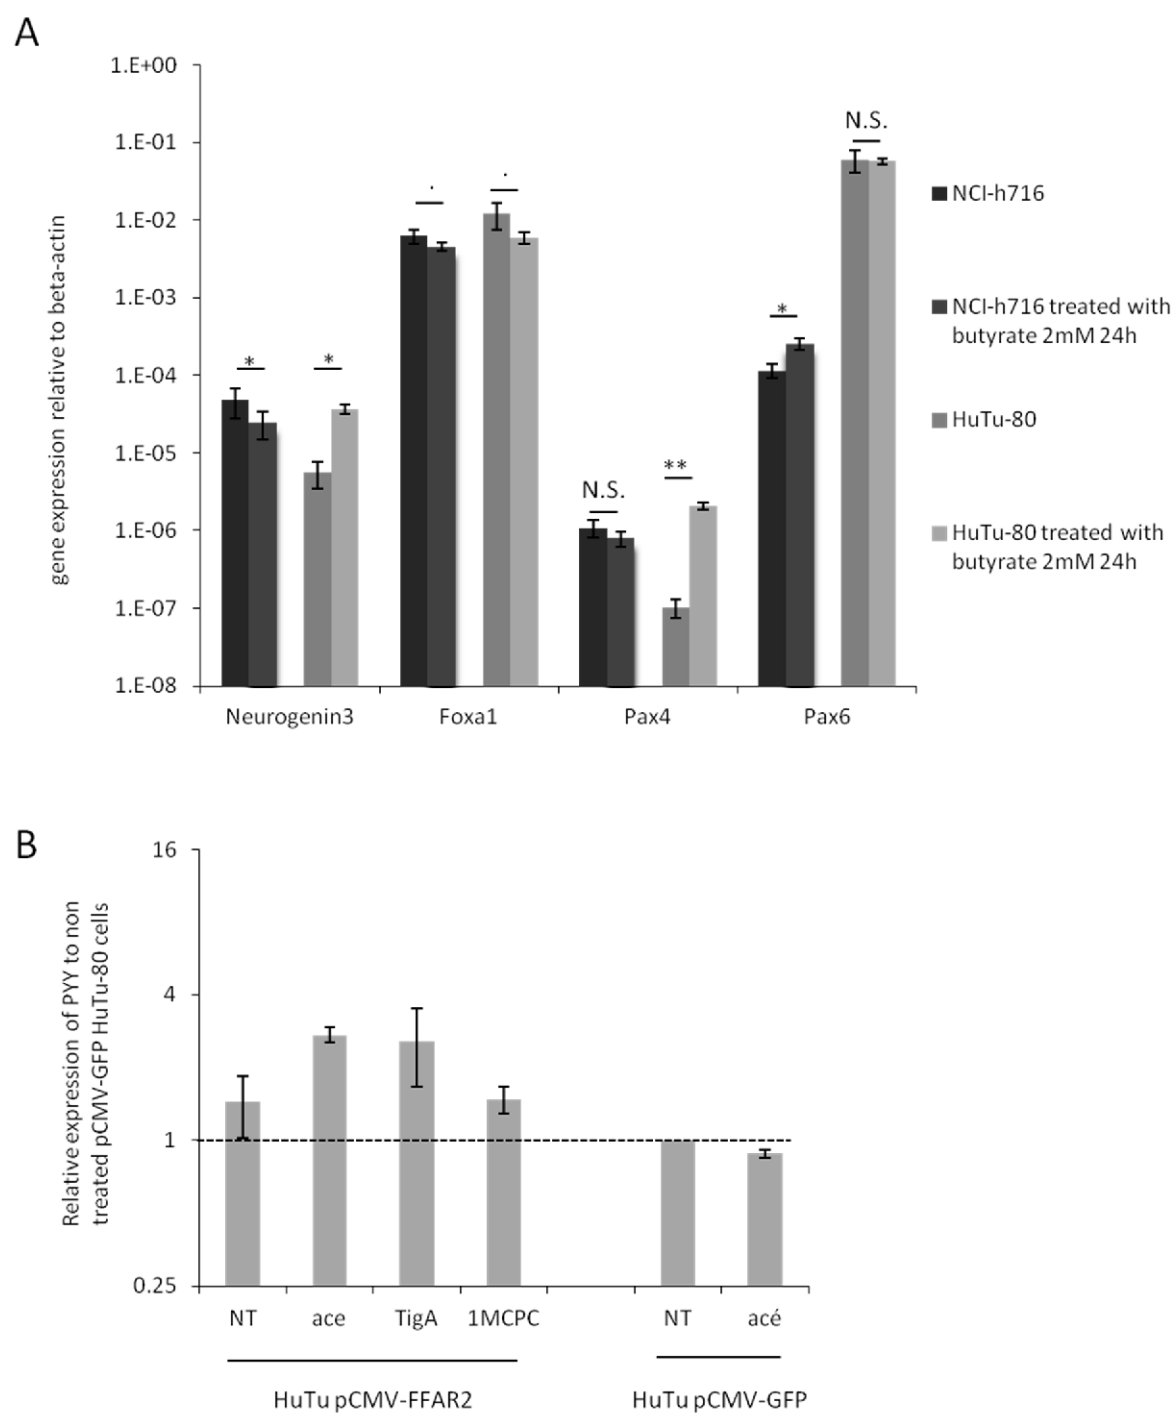 A
1.E+00
1.E-01
1.E-02
1.E-03
1.E-04
1.E-05
1.E-06
1.E-07
1.E-08
gene expression relative to beta-actin
*
*
.
.
N.S.
**
*
N.S.
Neurogenin3
Foxa1
Pax4
Pax6
NCI-h716
NCI-h716 treated with
butyrate 2mM 24h
HuTu-80
HuTu-80 treated with
butyrate 2mM 24h
B
16
4
1
0.25
Relative expression of PYY to non
treated pCMV-GFP HuTu-80 cells
NT
ace
TigA
1MCPC
NT
acé
HuTu pCMV-FFAR2
HuTu pCMV-GFP